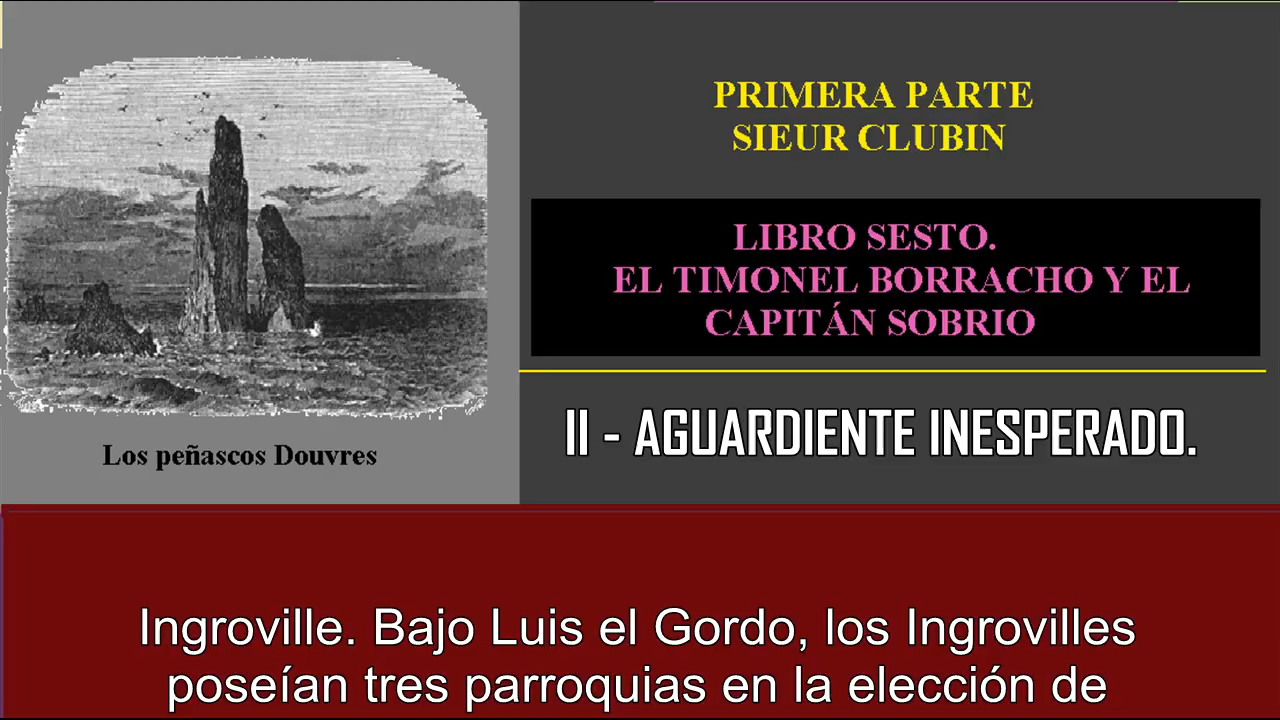 PRIMERA PARTE
SIEUR CLUBIN
LIBRO SESTO.
EL TIMONEL BORRACHO Y EL
CAPITÁN SOBRIO
II - AGUARDIENTE INESPERADO.
Los peñascos Douvres
Ingroville. Bajo Luis el Gordo, los Ingrovilles
poseían tres parroquias en la elección de